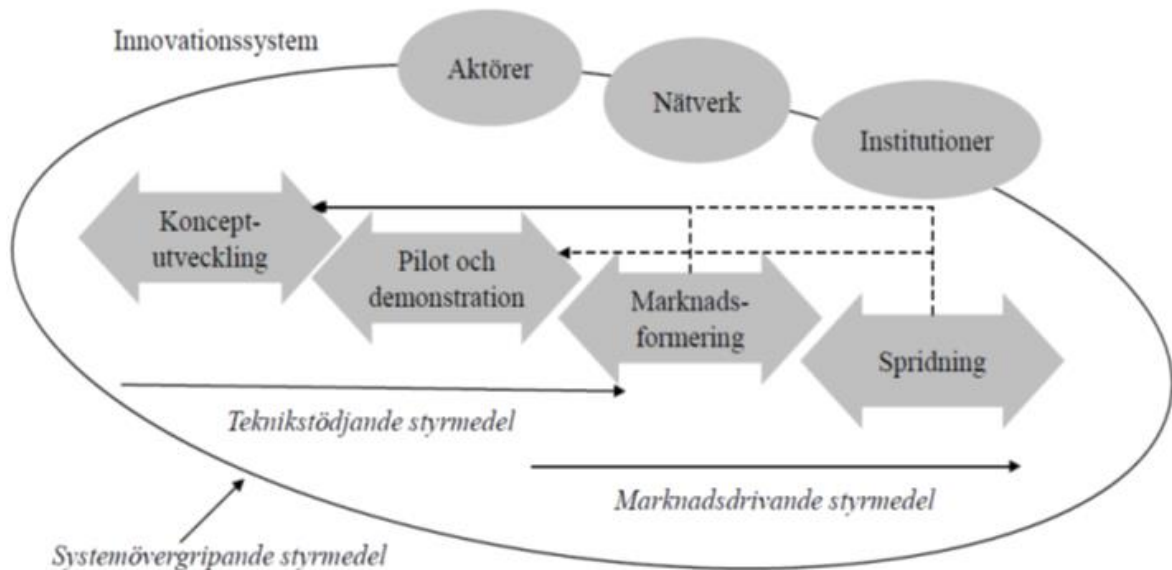 Innovationssystem
Aktörer
Nätverk
Institutioner
Koncept-
utveckling
Pilot och
demonstration
Marknads-
formering
Spridning
Teknikstödjande styrmedel
Marknadsdrivande styrmedel
Systemövergripande styrmedel